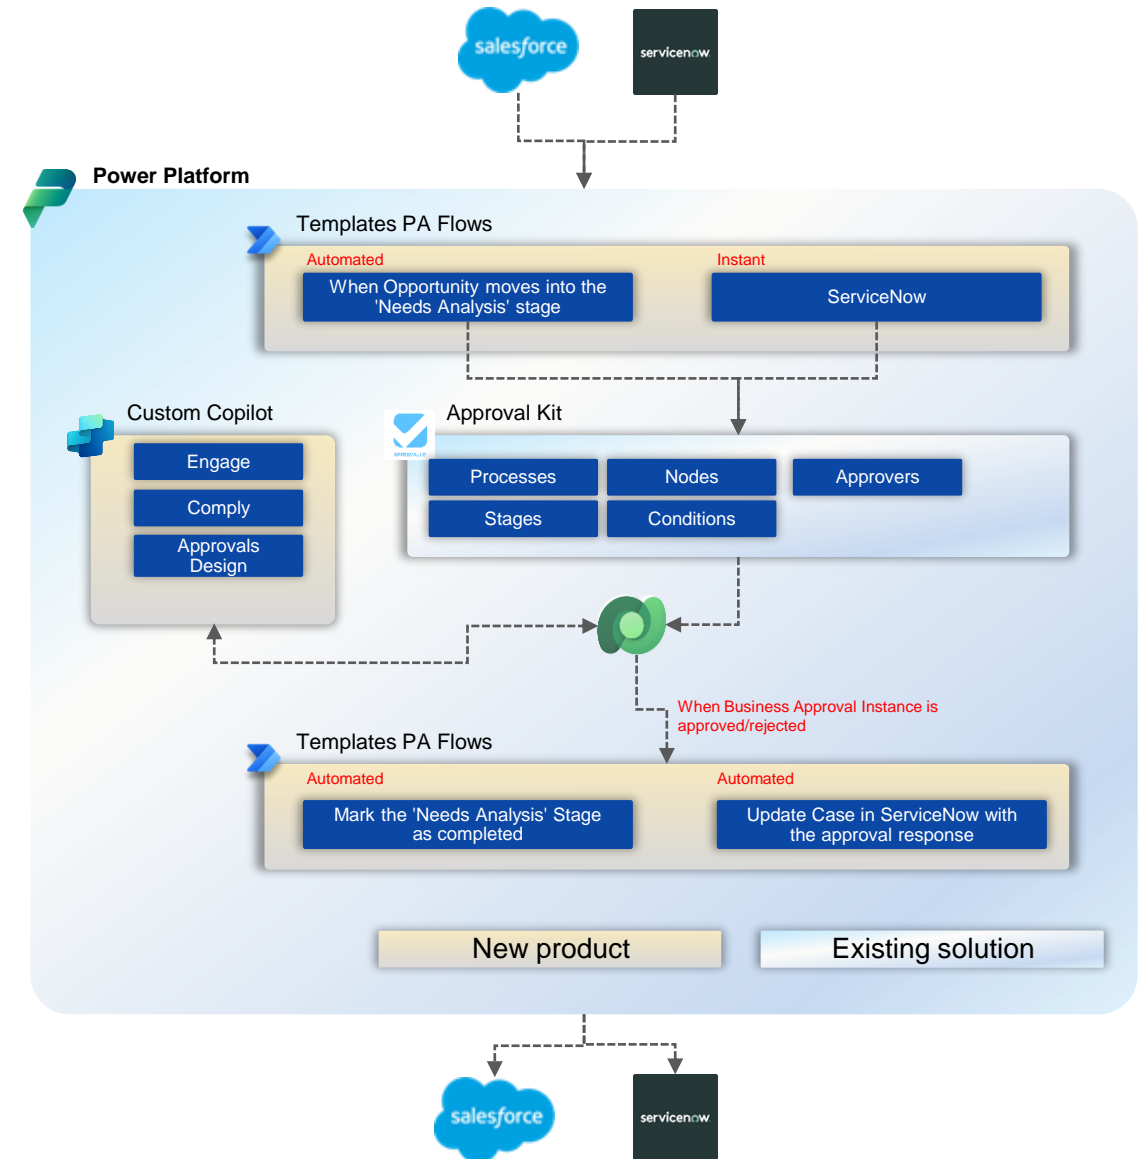 salesforce
servicenow
Power Platform
Templates PA Flows
Automated
Instant
When Opportunity moves into the
'Needs Analysis' stage
ServiceNow
Custom Copilot
Approval Kit
Engage
Comply
Approvals
Design
Processes
Nodes
Approvers
Stages
Conditions
When Business Approval Instance is
approved/rejected
Templates PA Flows
Automated
Automated
Mark the 'Needs Analysis' Stage
as completed
Update Case in ServiceNow with
the approval response
New product
Existing solution
salesforce
servicenow